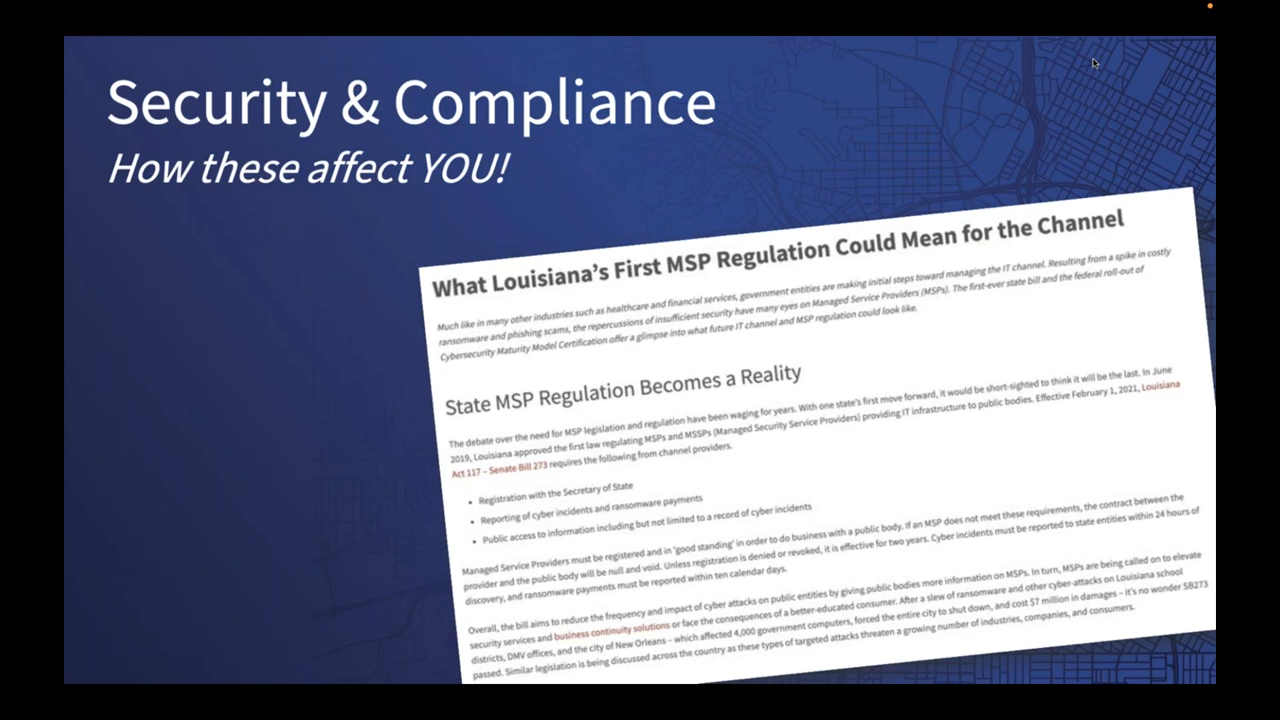 Security & Compliance
How these affect YOU!
What Louisiana's First MSP Regulation Could Mean for the Channel
Much like in many other industries such as healthcare and financial services, government entities are making initial steps toward managing the IT channel. Resulting from a spike in costly
ransomware and phishing scams, the repercussions of insufficient security have many eyes on Managed Service Providers (MSPs). The first-ever state bill and the federal roll-out of
Cybersecurity Maturity Model Certification offer a glimpse into what future IT channel and MSP regulation could look like.
State MSP Regulation Becomes a Reality
The debate over the need for MSP legislation and regulation have been waging for years. With one state's first move forward, it would be short-sighted to think it will be the last. In June
2019, Louisiana approved the first law regulating MSPs and MSSPs (Managed Security Service Providers) providing IT infrastructure to public bodies. Effective February 1, 2021, Louisiana
Act 117 – Senate Bill 273 requires the following from channel providers.
• Registration with the Secretary of State
• Reporting of cyber incidents and ransomware payments
• Public access to information including but not limited to a record of cyber incidents
Managed Service Providers must be registered and in 'good standing' in order to do business with a public body. If an MSP does not meet these requirements, the contract between the
provider and the public body will be null and void. Unless registration is denied or revoked, it is effective for two years. Cyber incidents must be reported to state entities within 24 hours of
discovery, and ransomware payments must be reported within ten calendar days.
Overall, the bill aims to reduce the frequency and impact of cyber attacks on public entities by giving public bodies more information on MSPs. In turn, MSPs are being called on to elevate
security services and business continuity solutions or face the consequences of a better-educated consumer. After a slew of ransomware and other cyber-attacks on Louisiana school
districts, DMV offices, and the city of New Orleans – which affected 4,000 government computers, forced the entire city to shut down, and cost $7 million in damages – it's no wonder SB273
passed. Similar legislation is being discussed across the country as these types of targeted attacks threaten a growing number of industries, companies, and consumers.